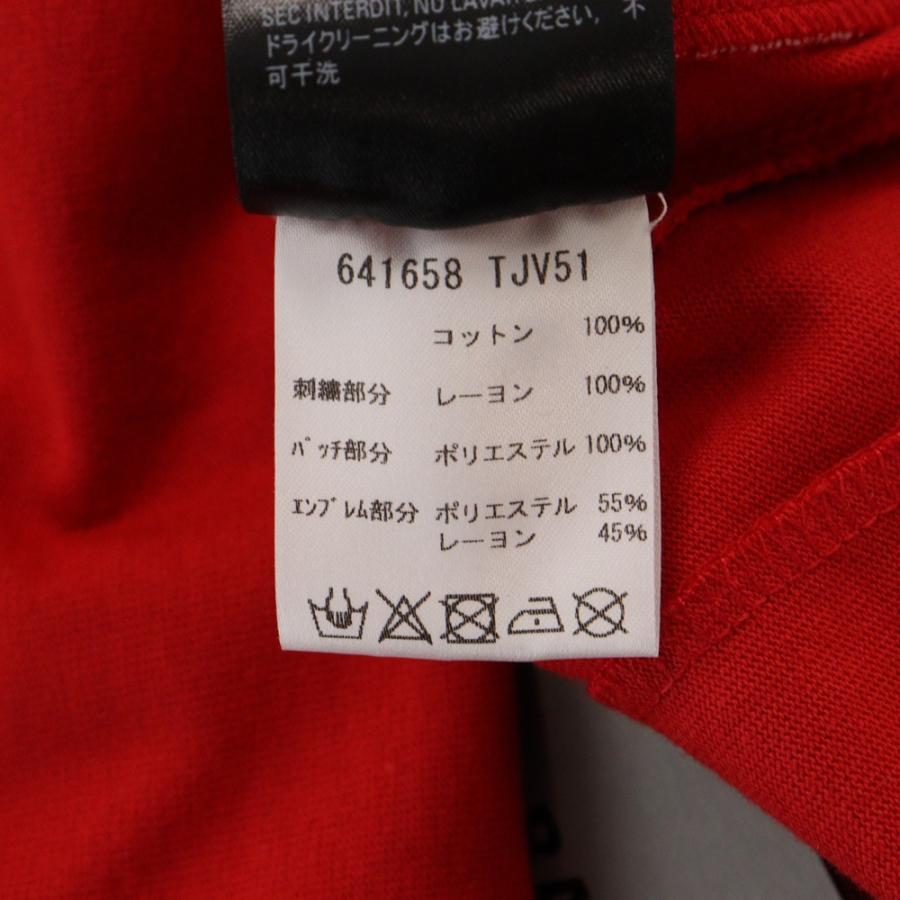 SEC INTERDIT, NO LAVAR
ドライクリーニングはお避けください, 不
可干洗
641658 TJV51
コットン 100%
刺繍部分 レーヨン 100%
ﾊﾟｯﾁ部分 ポリエステル 100%
ｴﾝﾌﾞﾚﾑ部分 ポリエステル 55%
レーヨン 45%